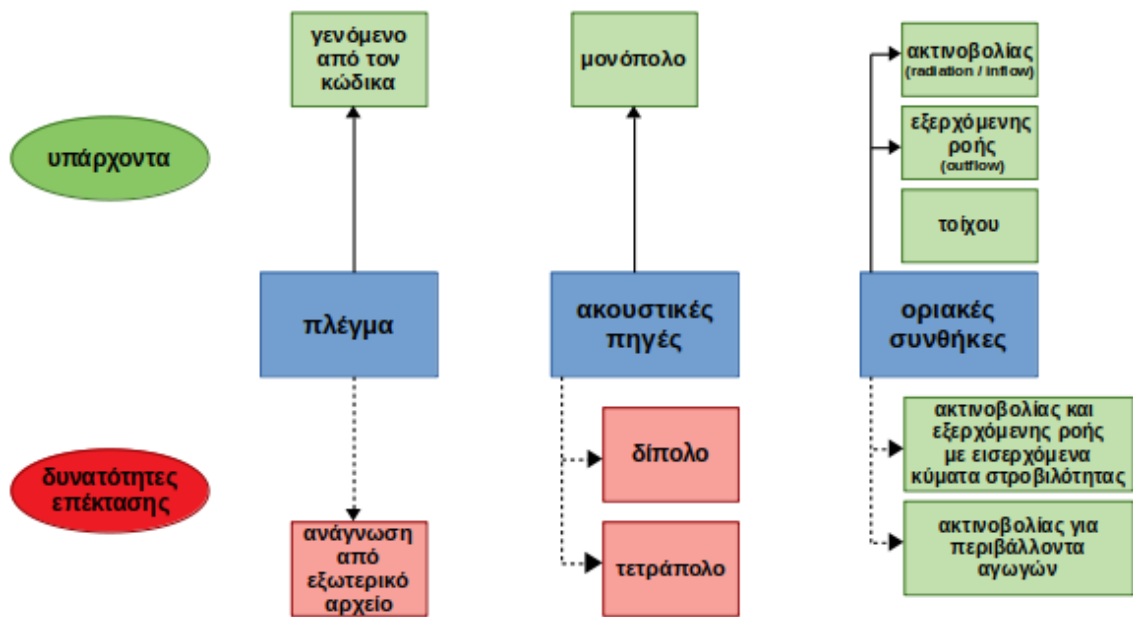 γενόμενο
από τον
κώδικα
μονόπολο
ακτινοβολίας
(radiation / inflow)
εξερχόμενης
ροής
(outflow)
τοίχου
υπάρχοντα
πλέγμα
ακουστικές
πηγές
οριακές
συνθήκες
δυνατότητες
επέκτασης
ανάγνωση
από
εξωτερικό
αρχείο
δίπολο
τετράπολο
ακτινοβολίας και
εξερχόμενης ροής
με εισερχόμενα
κύματα στροβιλότητας
ακτινοβολίας για
περιβάλλοντα
αγωγών